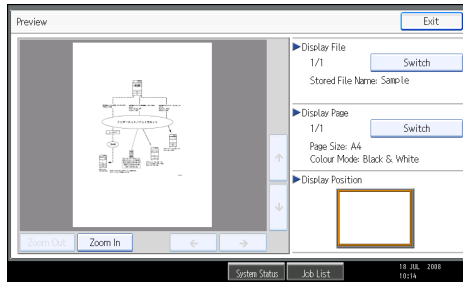 Preview
Exit
Display File
1/1
Switch
Stored File Name: Sample
Display Page
1/1
Switch
Page Size: A4
Colour Mode: Black & White
Display Position
Zoom Out
Zoom In
System Status
Job List
18 JUL 2008
10:14